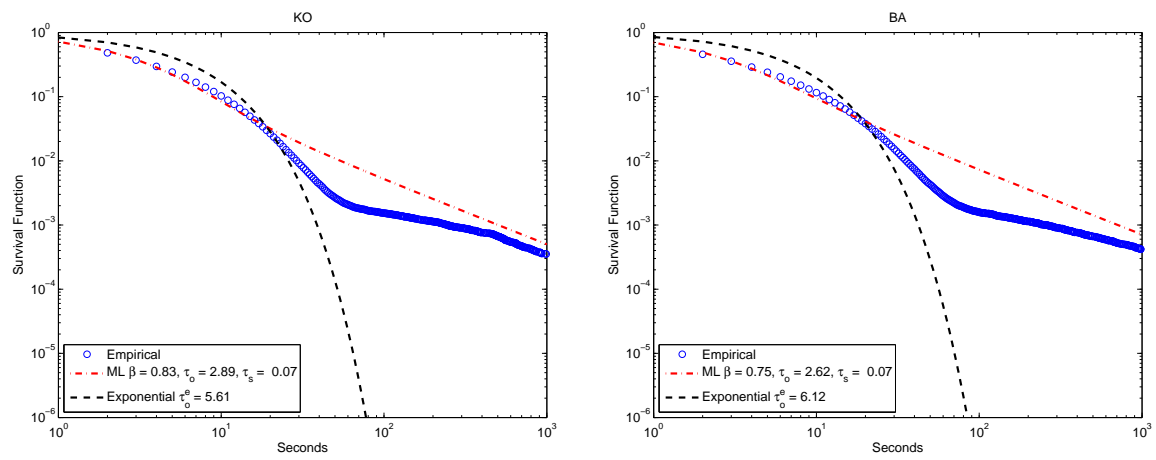 KO
10^0
10^-1
10^-2
10^-3
10^-4
10^-5
10^-6
Survival Function
Empirical
ML β = 0.83, τ_o = 2.89, τ_s = 0.07
Exponential τ_o^e = 5.61
10^0 10^1 10^2 10^3
Seconds
BA
10^0
10^-1
10^-2
10^-3
10^-4
10^-5
10^-6
Survival Function
Empirical
ML β = 0.75, τ_o = 2.62, τ_s = 0.07
Exponential τ_o^e = 6.12
10^0 10^1 10^2 10^3
Seconds